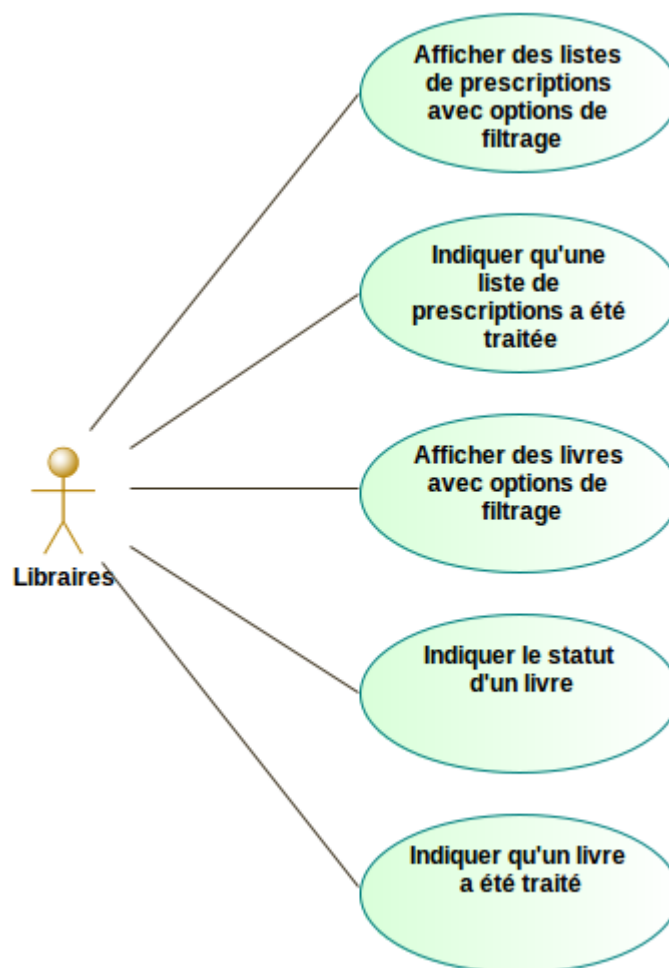 Afficher des listes
de prescriptions
avec options de
filtrage
Indiquer qu'une
liste de
prescriptions a été
traitée
Afficher des livres
avec options de
filtrage
Libraires
Indiquer le statut
d'un livre
Indiquer qu'un livre
a été traité